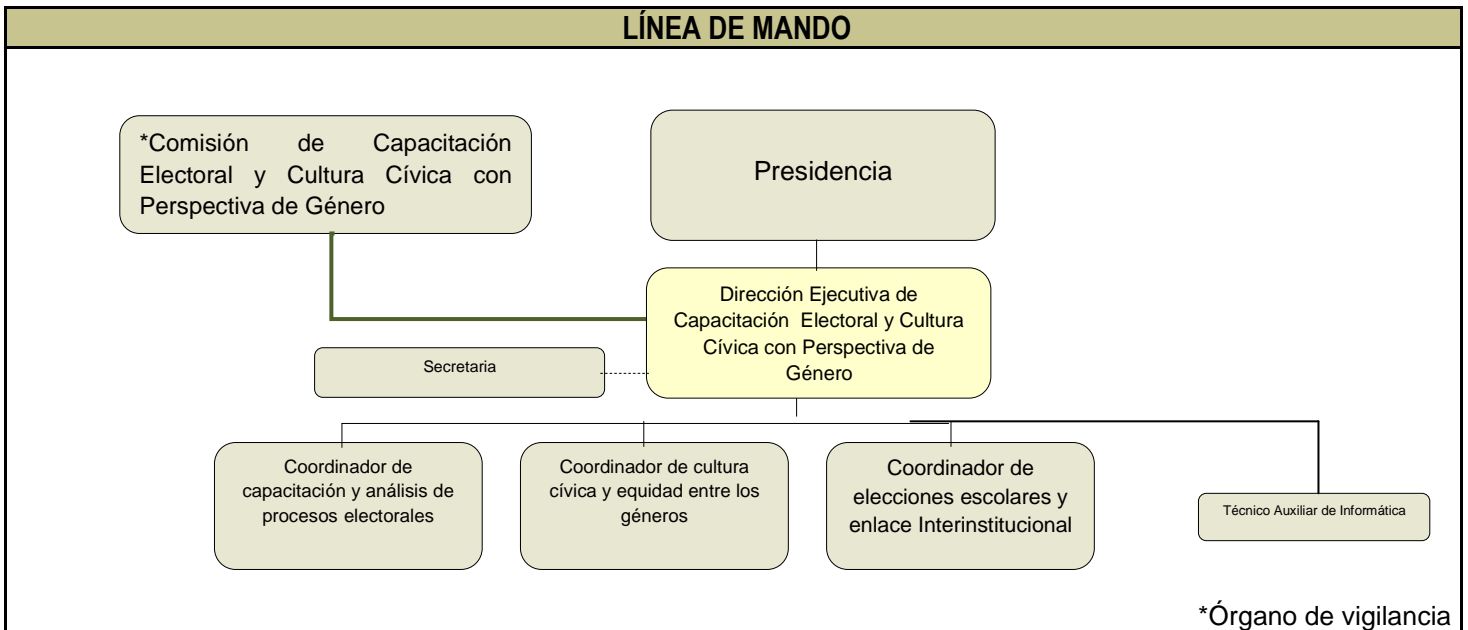 LÍNEA DE MANDO
*Comisión de Capacitación
Electoral y Cultura Cívica con
Perspectiva de Género
Presidencia
Dirección Ejecutiva de
Capacitación Electoral y Cultura
Cívica con Perspectiva de
Género
Secretaria
Coordinador de
capacitación y análisis de
procesos electorales
Coordinador de cultura
cívica y equidad entre los
géneros
Coordinador de
elecciones escolares y
enlace Interinstitucional
Técnico Auxiliar de Informática
*Órgano de vigilancia